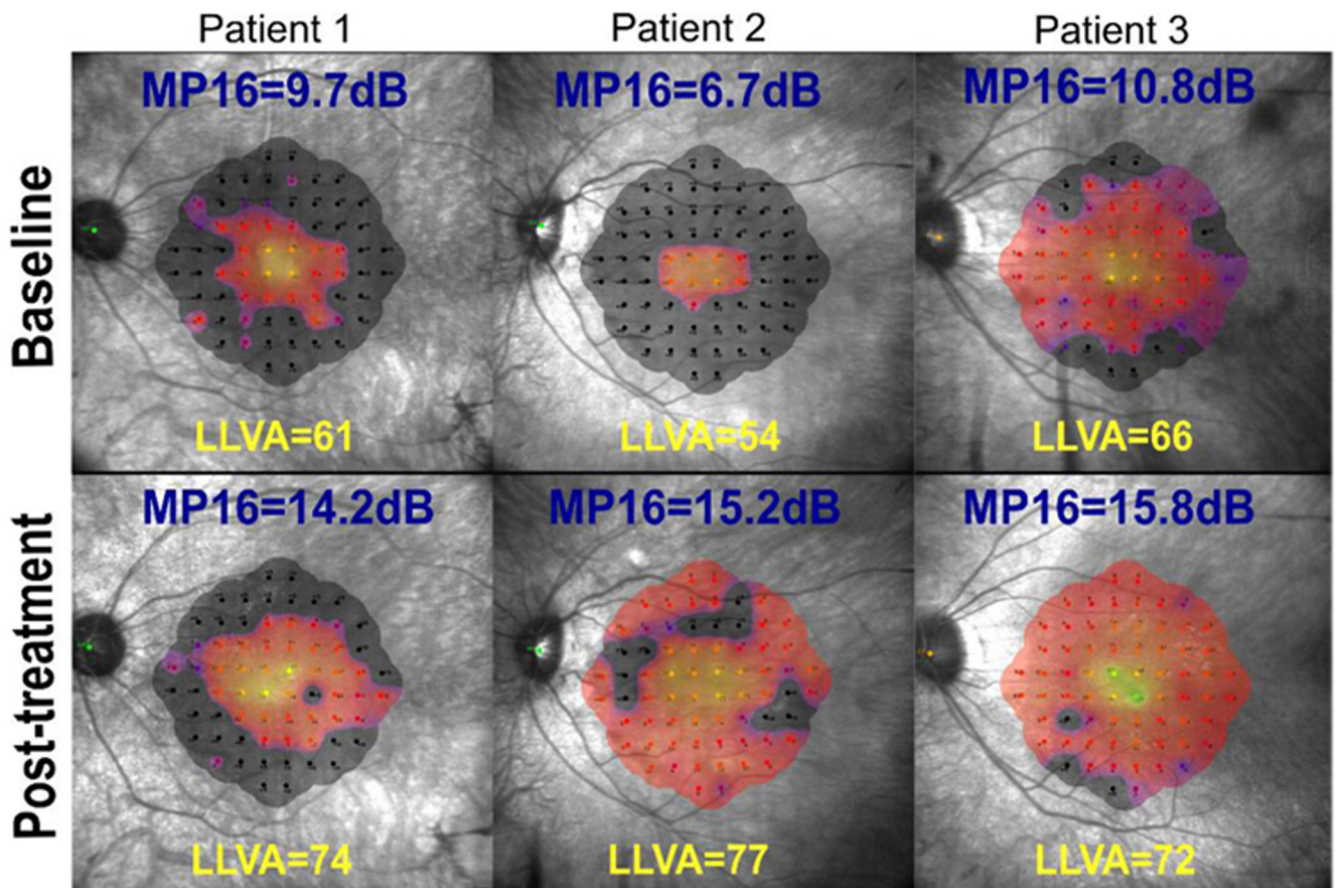 Patient 1
Patient 2
Patient 3
Baseline
MP16=9.7dB
MP16=6.7dB
MP16=10.8dB
LLVA=61
LLVA=54
LLVA=66
Post-treatment
MP16=14.2dB
MP16=15.2dB
MP16=15.8dB
LLVA=74
LLVA=77
LLVA=72